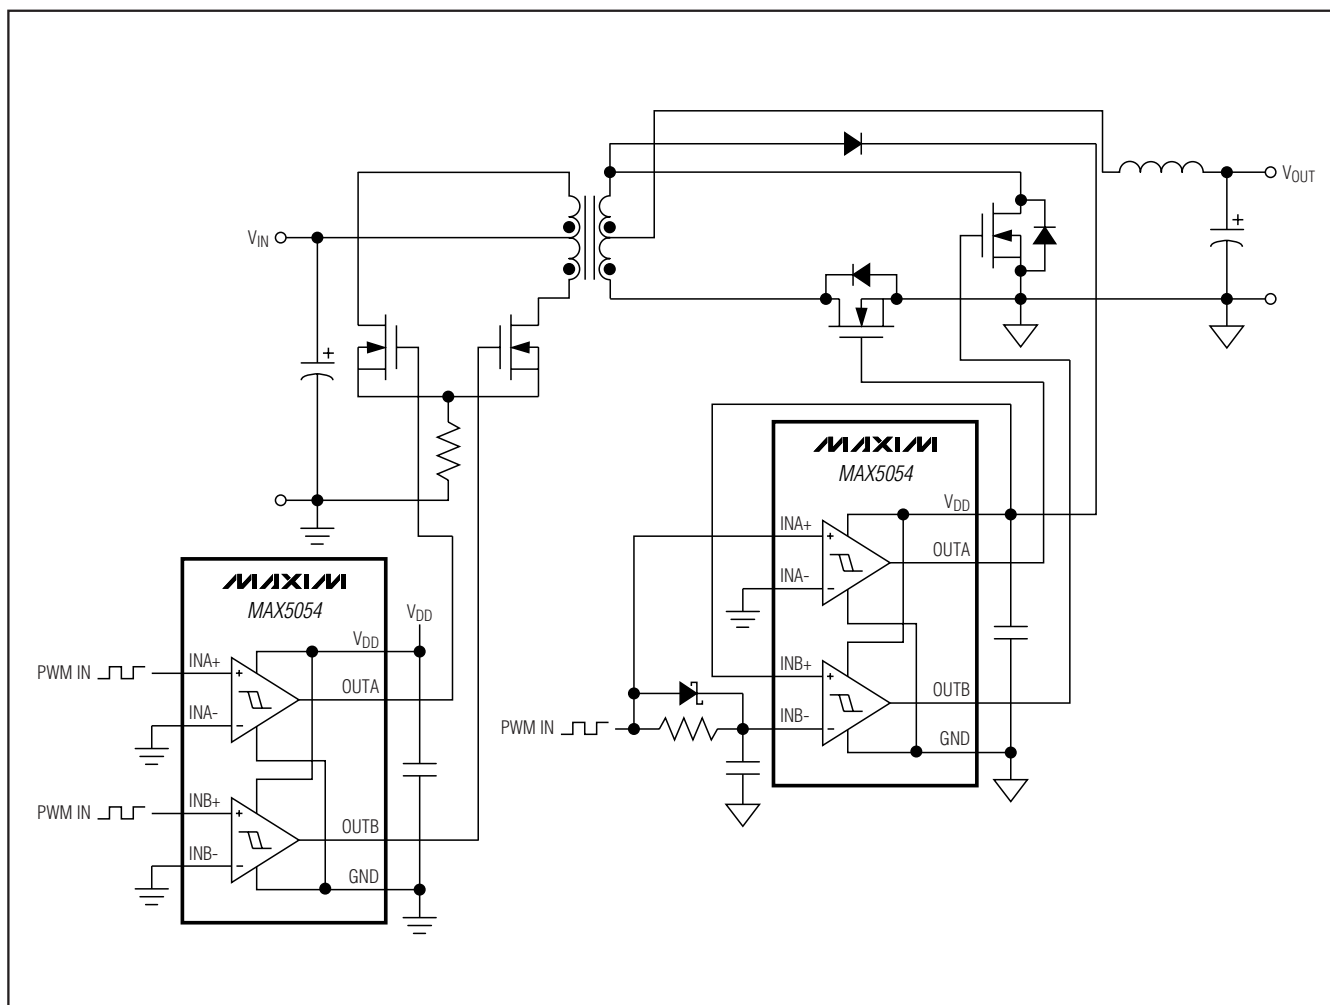 VIN
VOUT
MAXIM
MAX5054
VDD
INA+
+
OUTA
INA-
-
INB+
+
OUTB
PWM IN
INB-
-
GND
MAXIM
MAX5054
VDD
VDD
PWM IN
INA+
+
OUTA
INA-
-
PWM IN
INB+
+
OUTB
INB-
-
GND
+
+